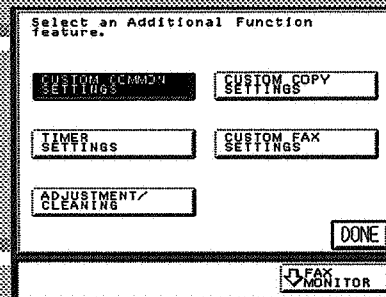 Select an Additional Function
feature.
CUSTOM COMMON
SETTINGS
CUSTOM COPY
SETTINGS
TIMER
SETTINGS
CUSTOM FAX
SETTINGS
ADJUSTMENT/
CLEANING
DONE
FAX
MONITOR